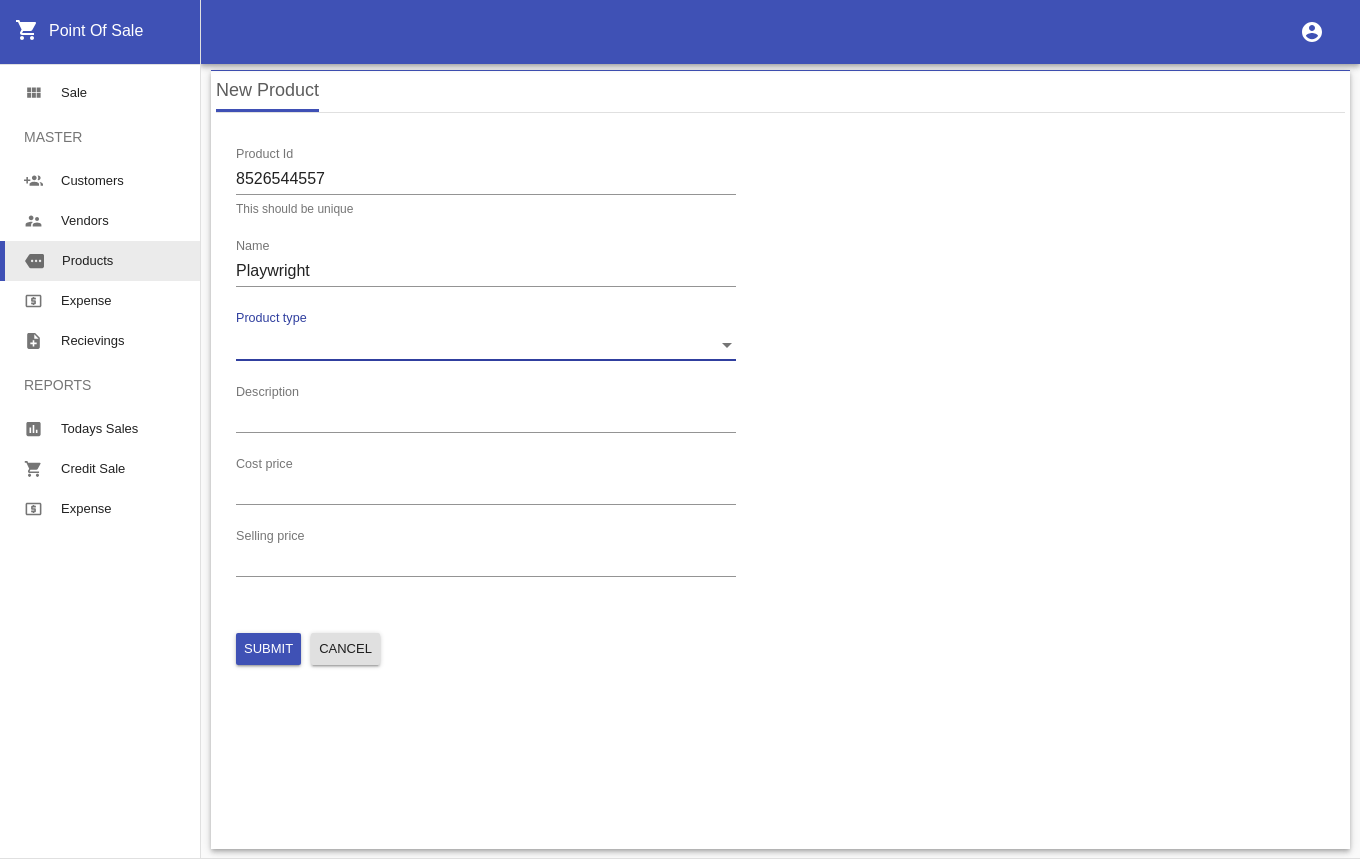 Point Of Sale
Sale
MASTER
Customers
Vendors
Products
Expense
Recievings
REPORTS
Todays Sales
Credit Sale
Expense
New Product
Product Id
8526544557
This should be unique
Name
Playwright
Product type
Description
Cost price
Selling price
SUBMIT CANCEL